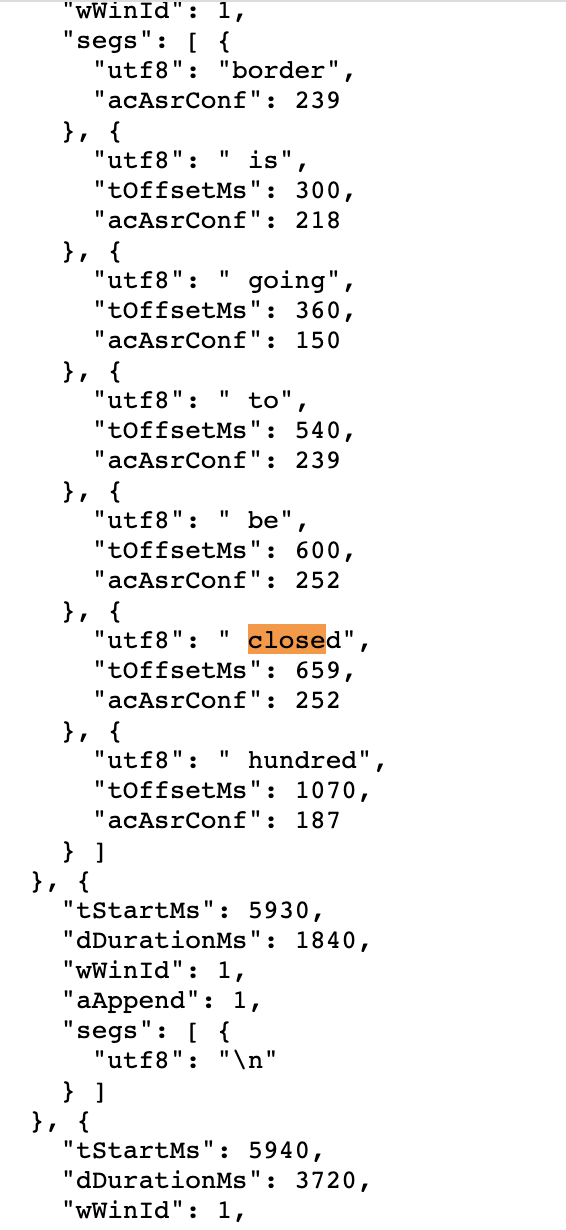 "wWinId": 1,
"segs": [ {
"utf8": "border",
"acAsrConf": 239
}, {
"utf8": " is",
"tOffsetMs": 300,
"acAsrConf": 218
}, {
"utf8": " going",
"tOffsetMs": 360,
"acAsrConf": 150
}, {
"utf8": " to",
"tOffsetMs": 540,
"acAsrConf": 239
}, {
"utf8": " be",
"tOffsetMs": 600,
"acAsrConf": 252
}, {
"utf8": " closed",
"tOffsetMs": 659,
"acAsrConf": 252
}, {
"utf8": " hundred",
"tOffsetMs": 1070,
"acAsrConf": 187
} ]
}, {
"tStartMs": 5930,
"dDurationMs": 1840,
"wWinId": 1,
"aAppend": 1,
"segs": [ {
"utf8": "\n"
} ]
}, {
"tStartMs": 5940,
"dDurationMs": 3720,
"wWinId": 1,